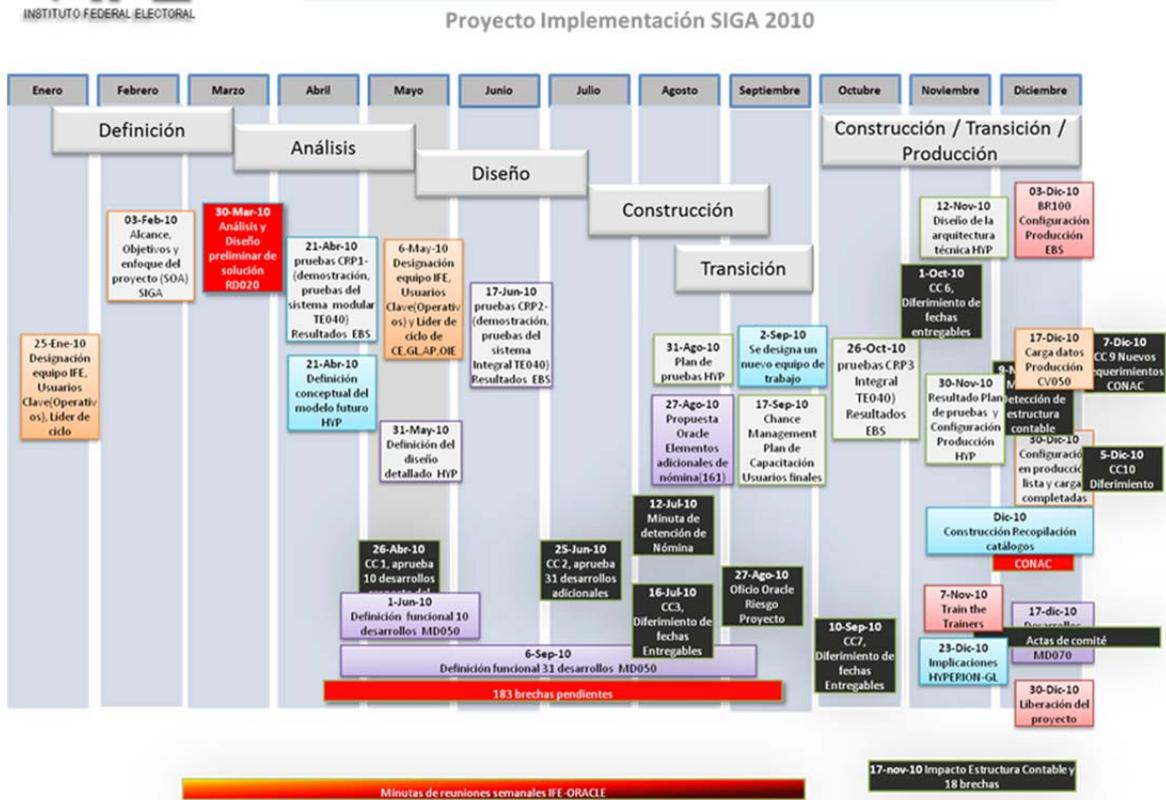 INSTITUTO FEDERAL ELECTORAL
Proyecto Implementación SIGA 2010
Enero
Febrero
Marzo
Abril
Mayo
Junio
Julio
Agosto
Septiembre
Octubre
Noviembre
Diciembre
Definición
Análisis
Diseño
Construcción
Transición
Construcción / Transición /
Producción
25-Ene-10
Designación
equipo IFE,
Usuarios
Clave(Operativ
os), Líder de
ciclo
03-Feb-10
Alcance,
Objetivos y
enfoque del
proyecto (SOA)
SIGA
30-Mar-10
Análisis y
Diseño
preliminar de
solución
RD020
21-Abr-10
pruebas CRP1-
(demostración,
pruebas del
sistema modular
TE040)
Resultados EBS
21-Abr-10
Definición
conceptual del
modelo futuro
HYP
6-May-10
Designación
equipo IFE,
Usuarios
Clave(Operativ
os) y Líder de
ciclo de
CE,GL,AP,OIE
31-May-10
Definición del
diseño
detallado HYP
17-Jun-10
pruebas CRP2-
(demostración,
pruebas del
sistema
Integral TE040)
Resultados EBS
26-Abr-10
CC 1, aprueba
10 desarrollos
1-Jun-10
Definición funcional 10
desarrollos MD050
25-Jun-10
CC 2, aprueba
31 desarrollos
adicionales
6-Sep-10
Definición funcional 31 desarrollos MD050
183 brechas pendientes
31-Ago-10
Plan de
pruebas HYP
27-Ago-10
Propuesta
Oracle
Elementos
adicionales de
nómina(161)
12-Jul-10
Minuta de
detención de
Nómina
16-Jul-10
CC3,
Diferimiento de
fechas
Entregables
2-Sep-10
Se designa un
nuevo equipo de
trabajo
17-Sep-10
Chance
Management
Plan de
Capacitación
Usuarios finales
27-Ago-10
Oficio Oracle
Riesgo
Proyecto
26-Oct-10
pruebas CRP3
Integral
TE040)
Resultados
EBS
10-Sep-10
CC7,
Diferimiento de
fechas
Entregables
12-Nov-10
Diseño de la
arquitectura
técnica HYP
1-Oct-10
CC 6,
Diferimiento de
fechas
entregables
30-Nov-10
Resultado Plan
de pruebas y
Configuración
Producción
HYP
03-Dic-10
BR100
Configuración
Producción
EBS
17-Dic-10
Carga datos
Producción
CV050
7-Dic-10
CC 9 Nuevos
CONAC
estructura
contable
30-Dic-10
lista y carga
completadas
5-Dic-10
CC10
Diferimiento
Dic-10
Construcción Recopilación
catálogos
CONAC
7-Nov-10
Train the
Trainers
17-dic-10
Actas de comité
MD070
23-Dic-10
Implicaciones
HYPERION-GL
30-Dic-10
Liberación del
proyecto
17-nov-10 Impacto Estructura Contable y
18 brechas
Minutas de reuniones semanales IFE-ORACLE